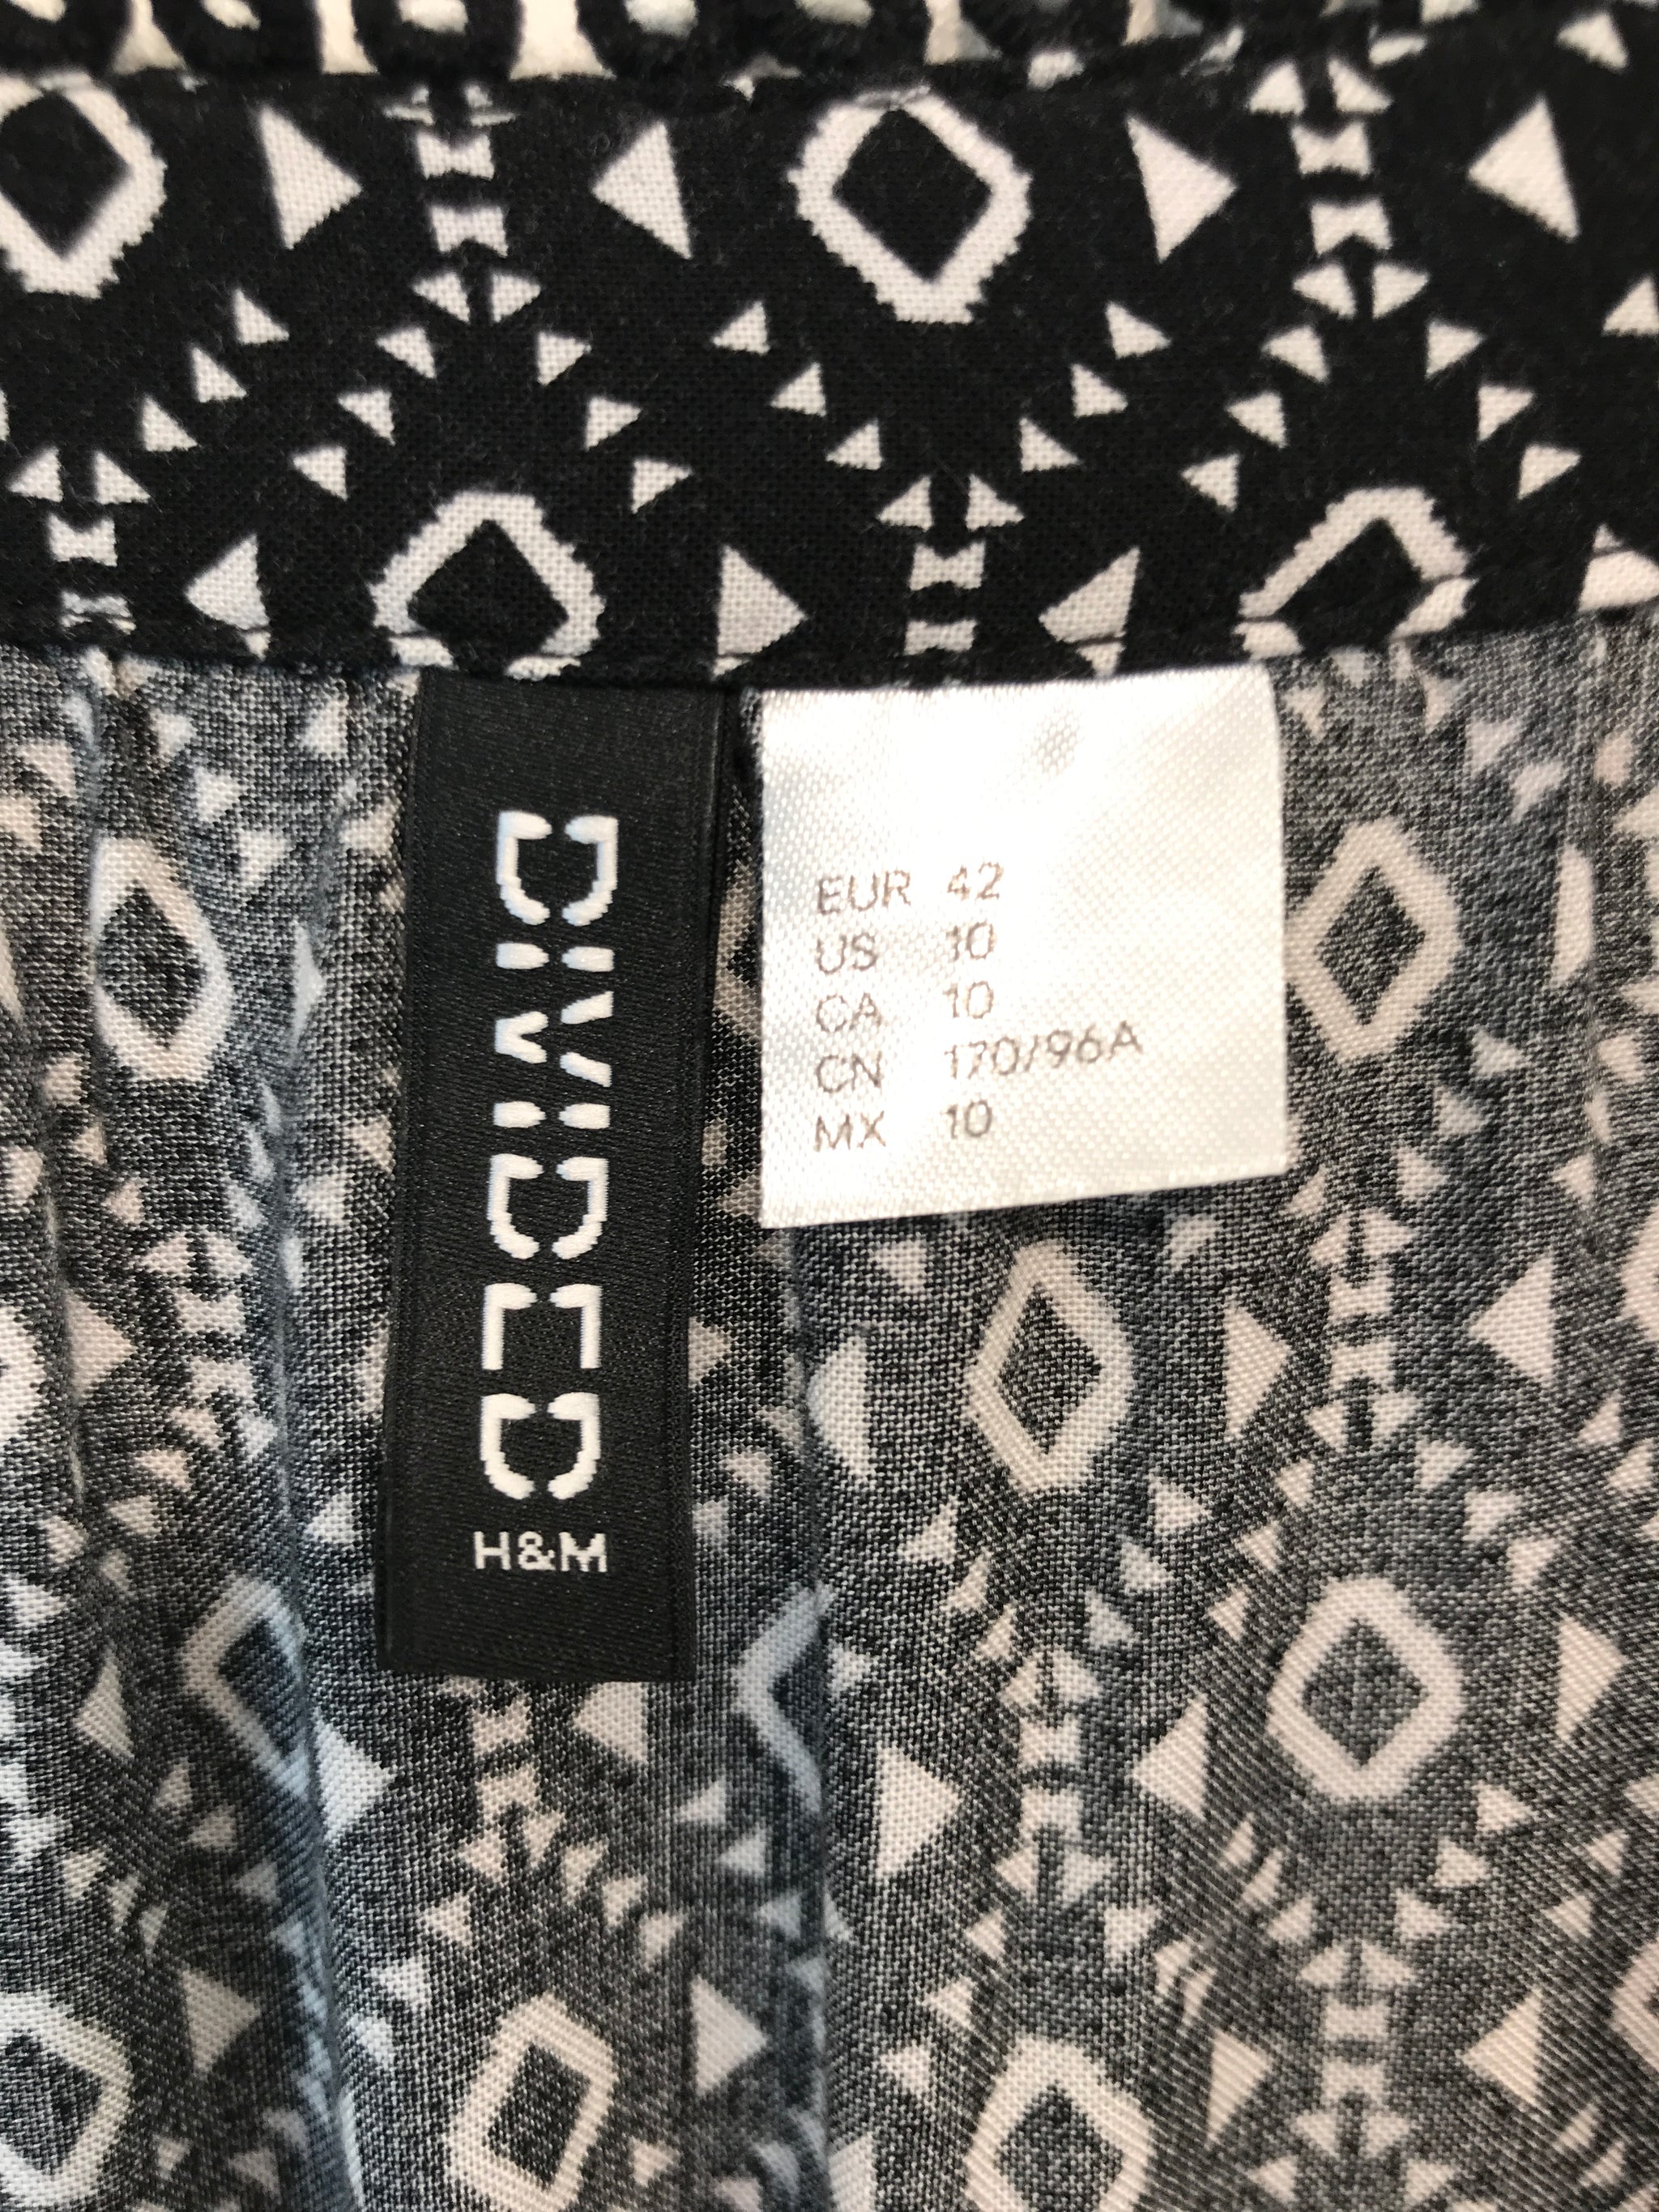 DIVIDED
H&M
EUR 42
US 10
CA 10
CN 170/96A
MX 10